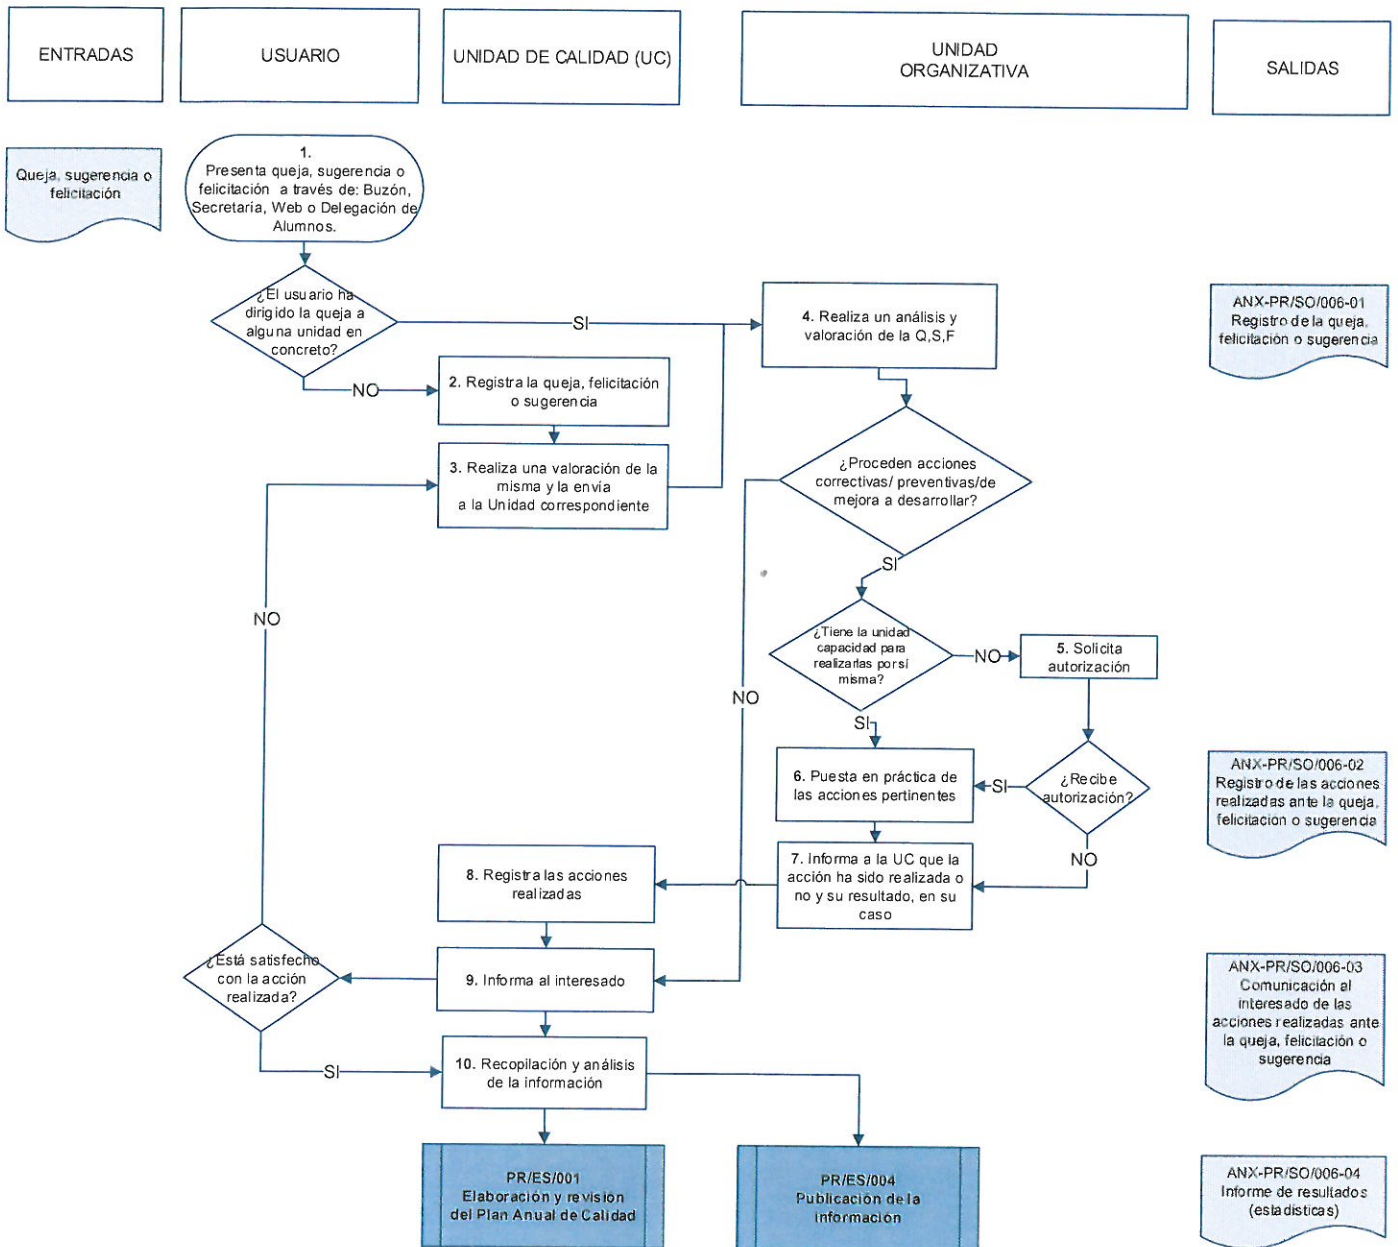 ENTRADAS
USUARIO
UNIDAD DE CALIDAD (UC)
UNIDAD
ORGANIZATIVA
SALIDAS
Queja, sugerencia o
felicitación
1.
Presenta queja, sugerencia o
felicitación a través de: Buzón,
Secretaría, Web o Delegación de
Alumnos.
¿El usuario ha
dirigido la queja a
alguna unidad en
concreto?
SI
NO
2. Registra la queja, felicitación
o sugerencia
3. Realiza una valoración de la
misma y la envía
a la Unidad correspondiente
4. Realiza un análisis y
valoración de la Q,S,F
ANX-PR/SO/006-01
Registro de la queja,
felicitación o sugerencia
¿Proceden acciones
correctivas/ preventivas/de
mejora a desarrollar?
SI
NO
¿Tiene la unidad
capacidad para
realizarlas por sí
misma?
NO
5. Solicita
autorización
SI
NO
6. Puesta en práctica de
las acciones pertinentes
SI
¿Recibe
autorización?
NO
ANX-PR/SO/006-02
Registro de las acciones
realizadas ante la queja,
felicitación o sugerencia
7. Informa a la UC que la
acción ha sido realizada o
no y su resultado, en su
caso
8. Registra las acciones
realizadas
9. Informa al interesado
¿Está satisfecho
con la acción
realizada?
SI
10. Recopilación y análisis
de la información
ANX-PR/SO/006-03
Comunicación al
interesado de las
acciones realizadas ante
la queja, felicitación o
sugerencia
PR/ES/001
Elaboración y revisión
del Plan Anual de Calidad
PR/ES/004
Publicación de la
información
ANX-PR/SO/006-04
Informe de resultados
(estadísticas)